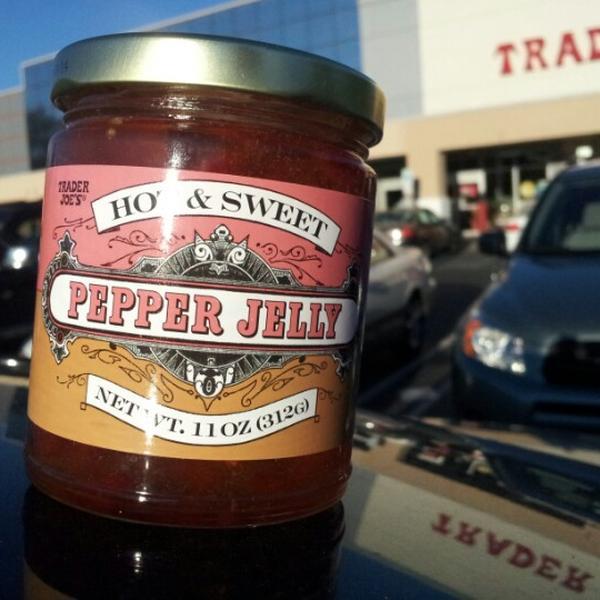 TRAD
TRADER
JOE'S
HOT & SWEET
PEPPER JELLY
NET WT. 11 OZ (312G)
TRADER